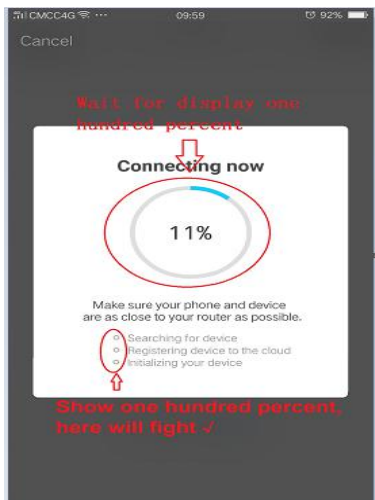 CMCC4G ··· 09:59 92%
Cancel
Wait for display one
hundred percent
Connecting now
11%
Make sure your phone and device
are as close to your router as possible.
Searching for device
Registering device to the cloud
Initializing your device
Show one hundred percent,
here will fight √